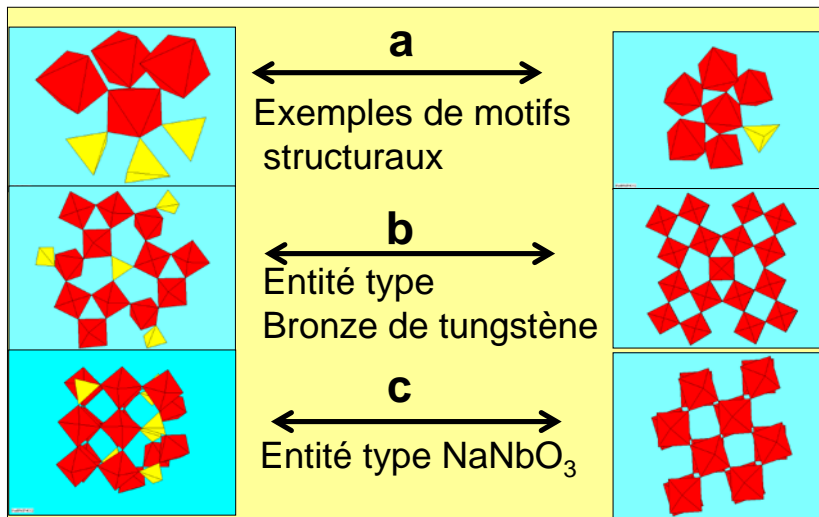 a
Exemples de motifs
structuraux
b
Entité type
Bronze de tungstène
c
Entité type NaNbO₃